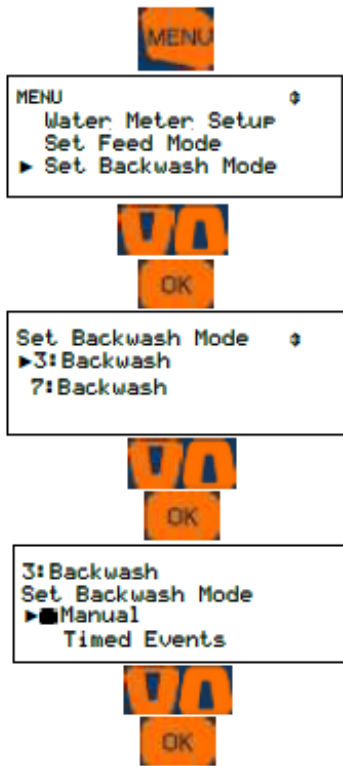 MENU
MENU
Water Meter Setup
Set Feed Mode
► Set Backwash Mode
OK
Set Backwash Mode
►3:Backwash
7:Backwash
OK
3:Backwash
Set Backwash Mode
►■Manual
Timed Events
OK